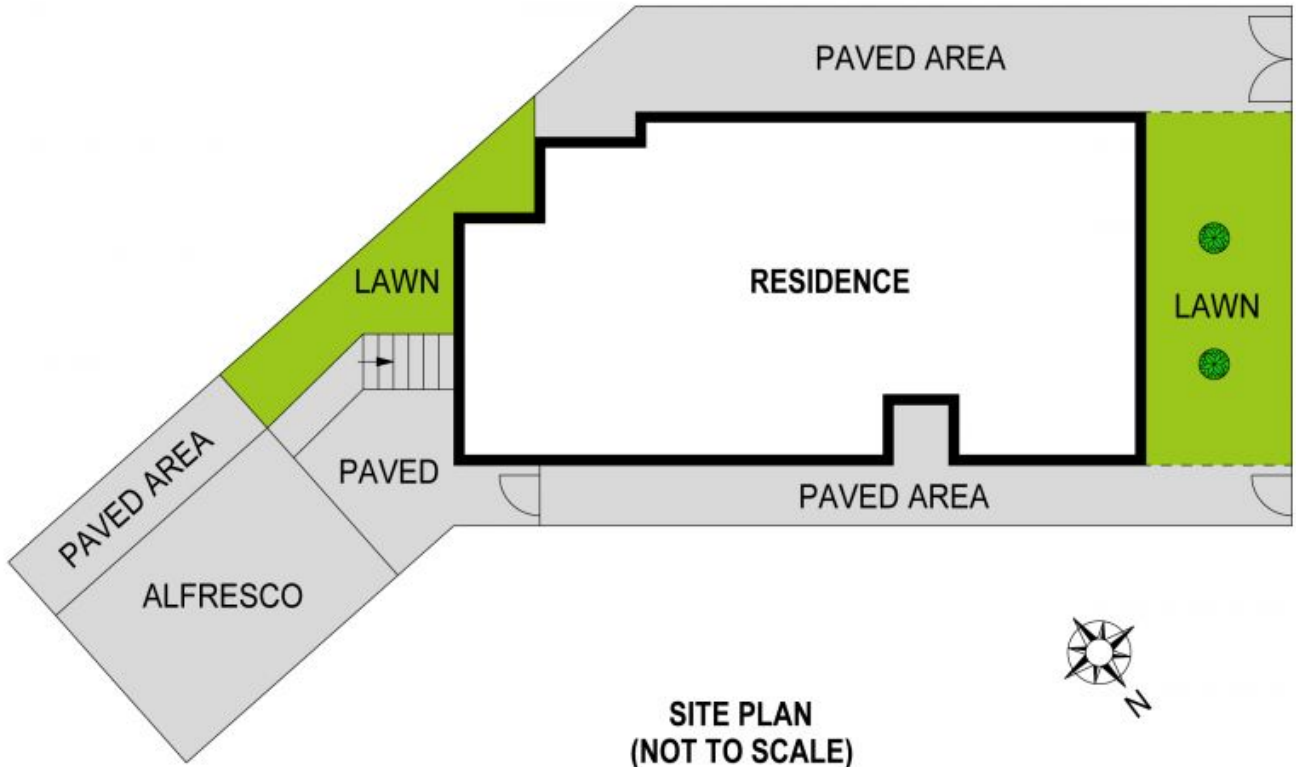 PAVED AREA
LAWN
RESIDENCE
LAWN
PAVED AREA
PAVED
PAVED AREA
ALFRESCO
N
SITE PLAN
(NOT TO SCALE)